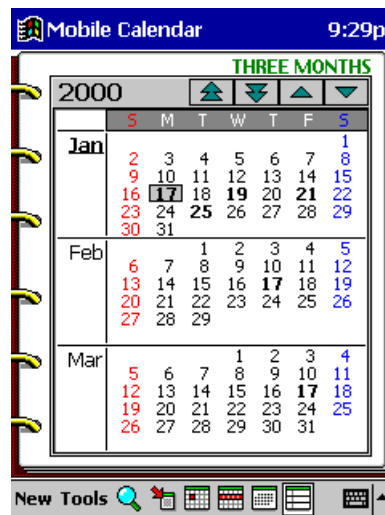 Mobile Calendar 9:29p
THREE MONTHS
2000
S M T W T F S
Jan 1
2 3 4 5 6 7 8
9 10 11 12 13 14 15
16 17 18 19 20 21 22
23 24 25 26 27 28 29
30 31
Feb 1 2 3 4 5
6 7 8 9 10 11 12
13 14 15 16 17 18 19
20 21 22 23 24 25 26
27 28 29
Mar 1 2 3 4
5 6 7 8 9 10 11
12 13 14 15 16 17 18
19 20 21 22 23 24 25
26 27 28 29 30 31
New Tools